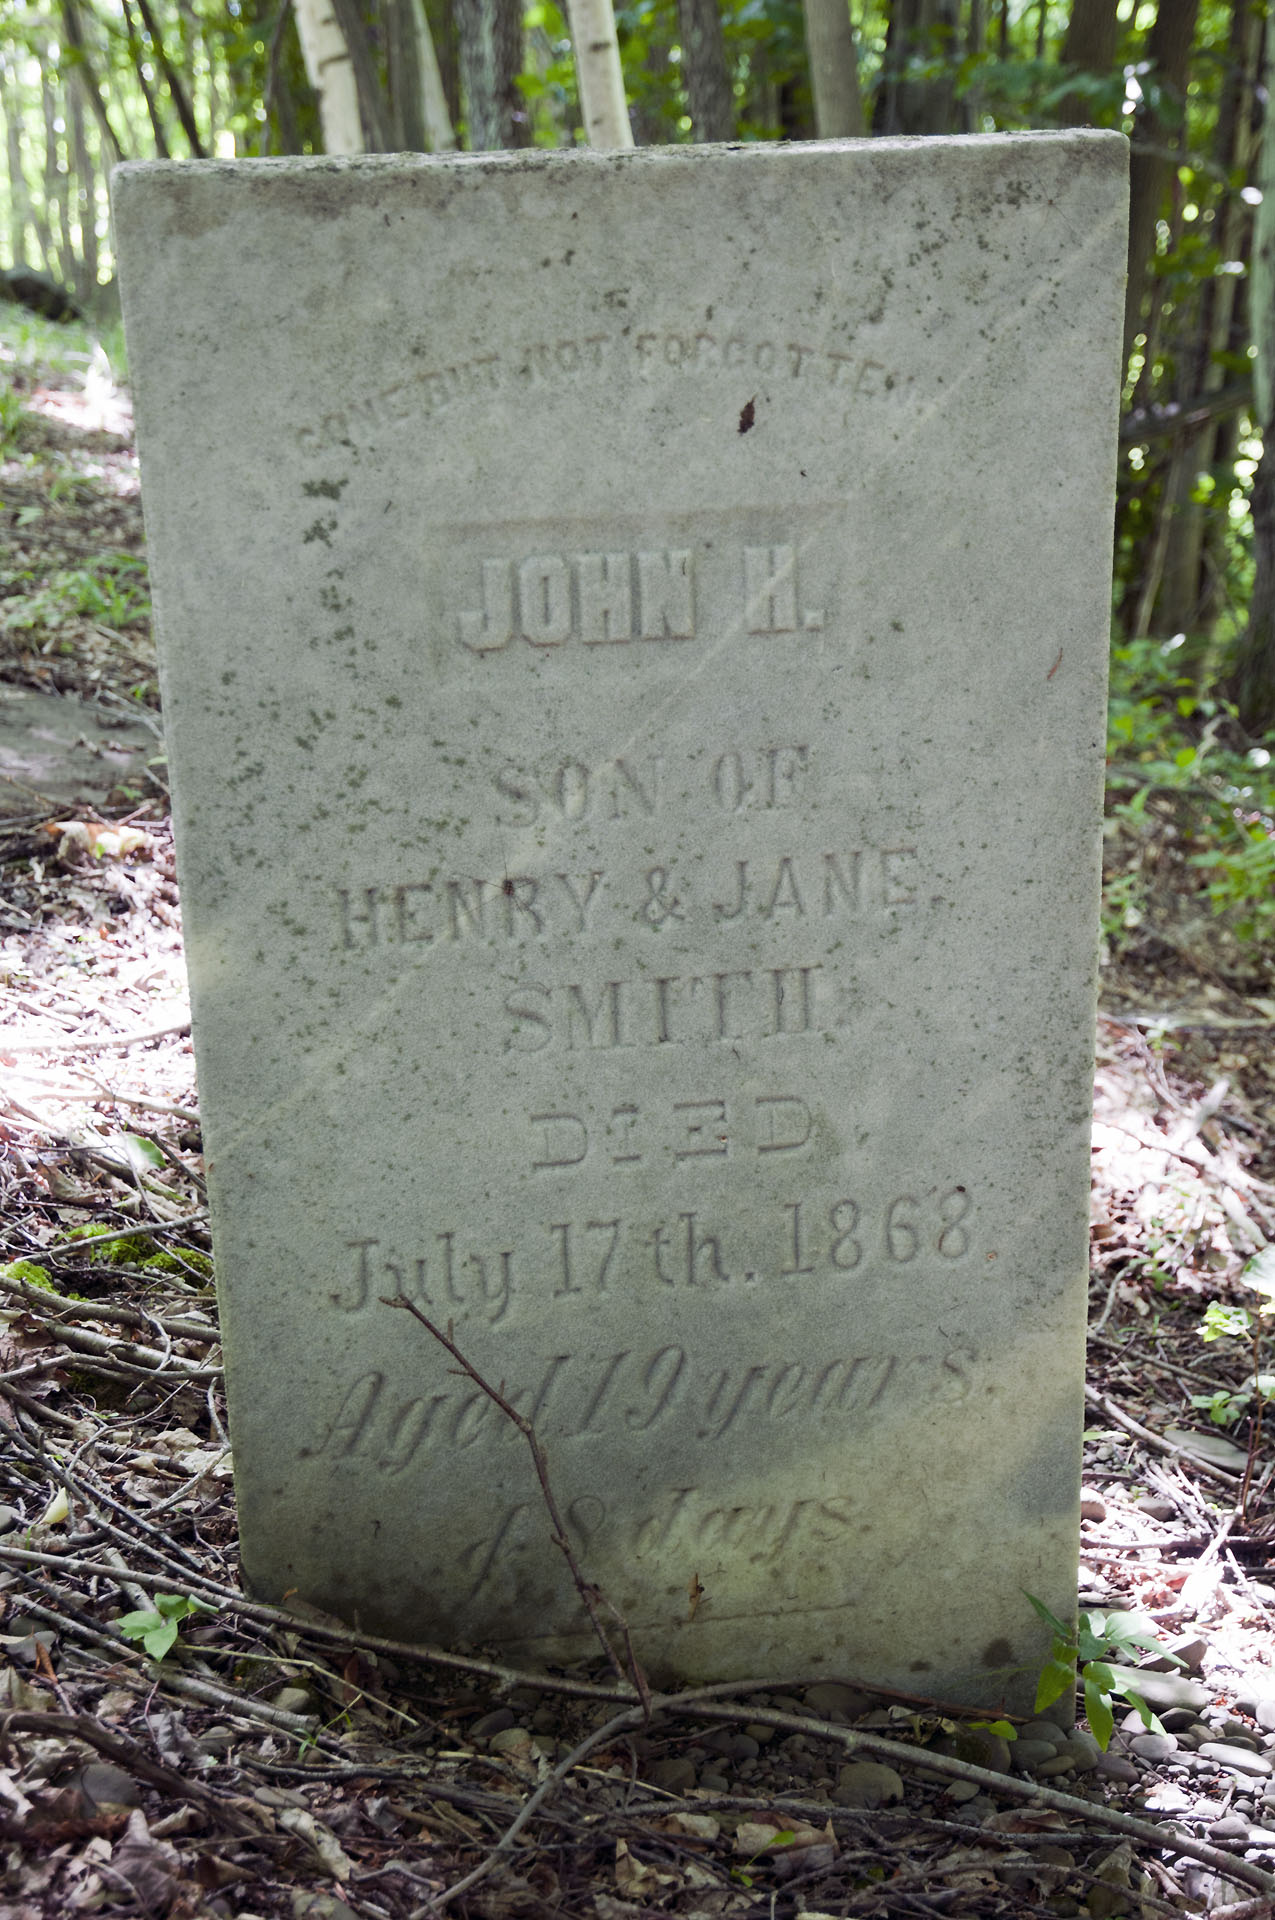 GONE BUT NOT FORGOTTEN.
JOHN H.
SON OF
HENRY & JANE
SMITH.
DIED
July 17th. 1868.
Aged 19 years.
& 8 days.